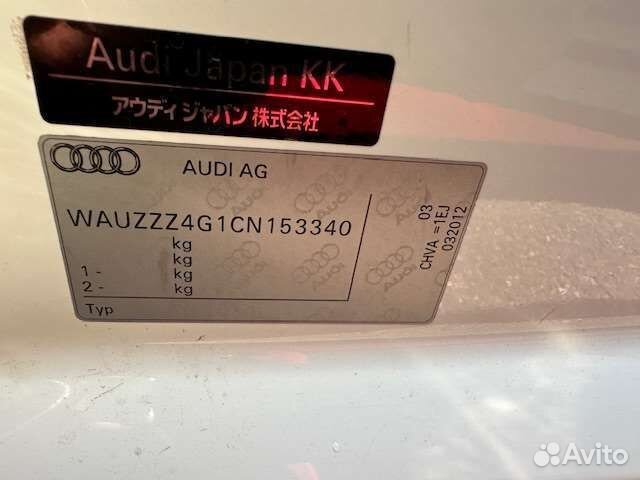 Audi Japan KK
アウディ ジャパン 株式会社
AUDI AG
WAUZZZ4G1CN153340
kg
kg
1 - kg
2 - kg
Typ
03
CHVA =1EJ
032012
Avito